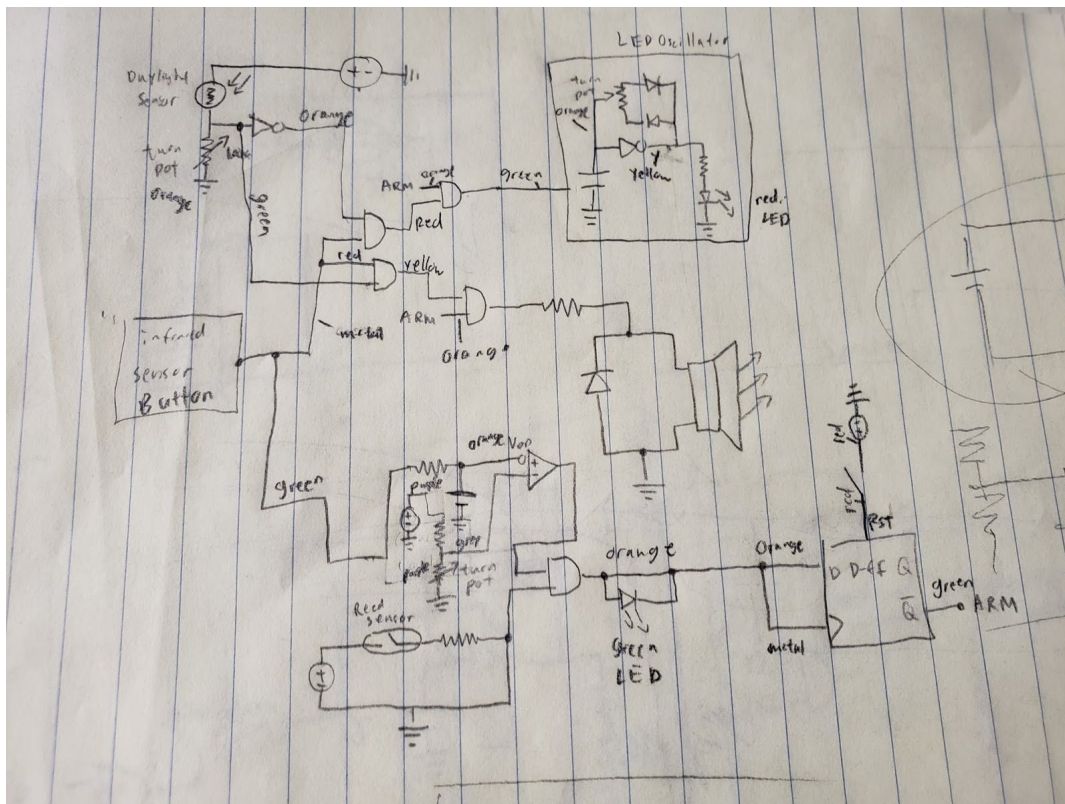 LED Oscillator
Daylight
Sensor
+ -
turn
pot
orange
Orange
turn
pot
Orange
green
ARM
orange
green
Yellow
red
LED
Red
red
yellow
ARM
metal
Orange
infrared
sensor
Button
green
orange
purple
+
-
red
red
RST
turn
pot
purple
orange
Orange
D D-ff Q
Q̅
green
ARM
metal
Reed
sensor
Green
LED